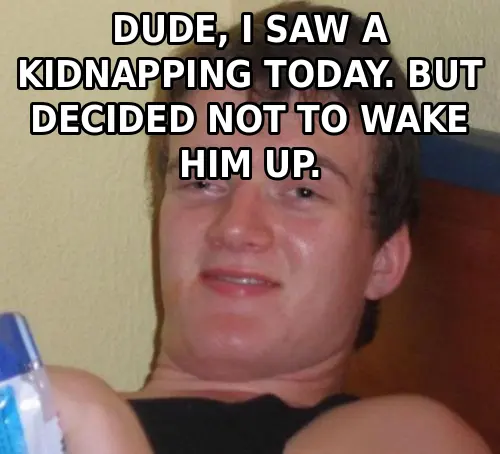 DUDE, I SAW A
KIDNAPPING TODAY. BUT
DECIDED NOT TO WAKE
HIM UP.